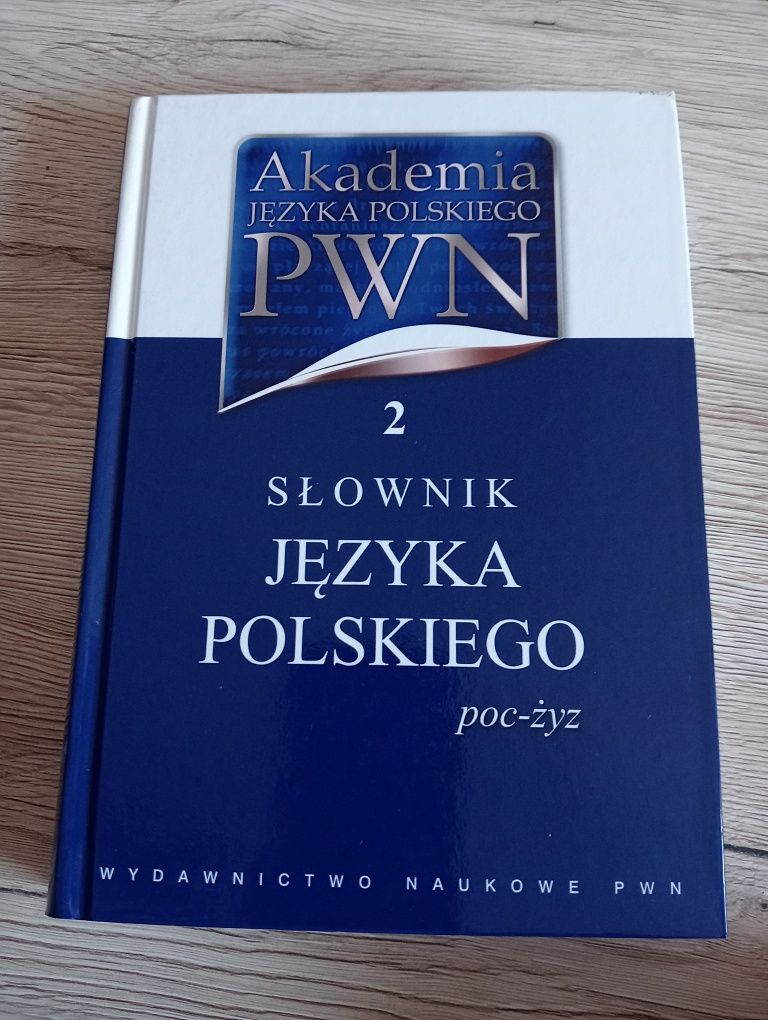 Akademia
JĘZYKA POLSKIEGO
PWN
2
SŁOWNIK
JĘZYKA
POLSKIEGO
poc-żyz
WYDAWNICTWO NAUKOWE PWN